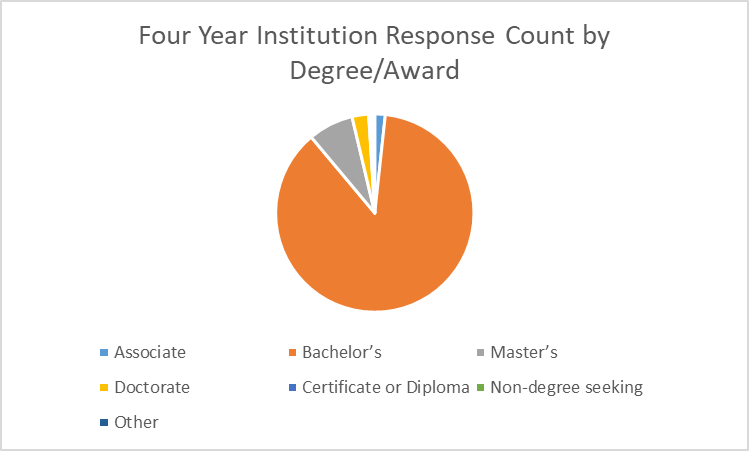 Four Year Institution Response Count by
Degree/Award
Associate
Bachelor’s
Master’s
Doctorate
Certificate or Diploma
Non-degree seeking
Other